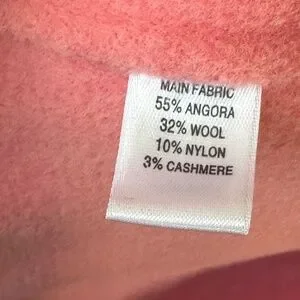 MAIN FABRIC
55% ANGORA
32% WOOL
10% NYLON
3% CASHMERE